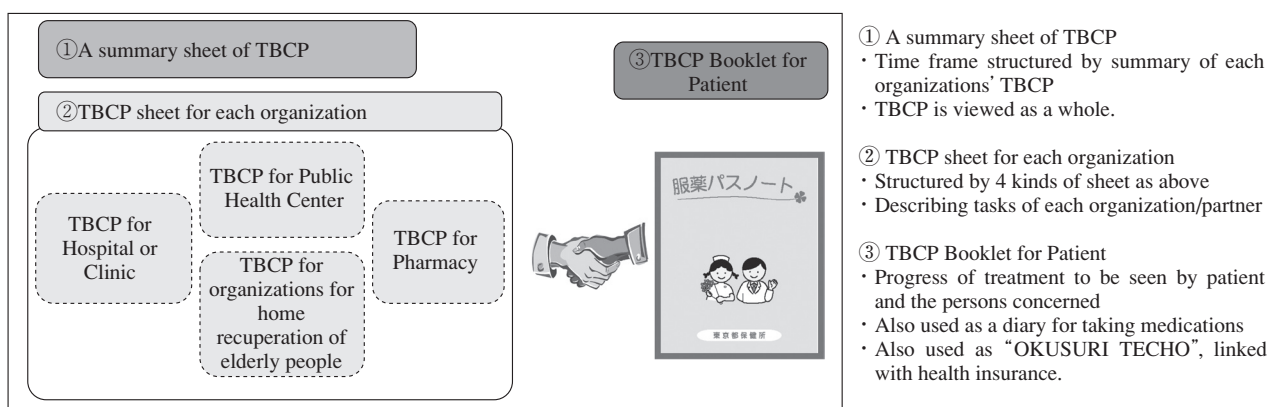 ①A summary sheet of TBCP
③TBCP Booklet for
Patient
②TBCP sheet for each organization
TBCP for
Hospital or
Clinic
TBCP for Public
Health Center
TBCP for
organizations for
home
recuperation of
elderly people
TBCP for
Pharmacy
服薬パスノート
東京都保健所
① A summary sheet of TBCP
・Time frame structured by summary of each
organizations’ TBCP
・TBCP is viewed as a whole.
② TBCP sheet for each organization
・Structured by 4 kinds of sheet as above
・Describing tasks of each organization/partner
③ TBCP Booklet for Patient
・Progress of treatment to be seen by patient
and the persons concerned
・Also used as a diary for taking medications
・Also used as “OKUSURI TECHO”, linked
with health insurance.